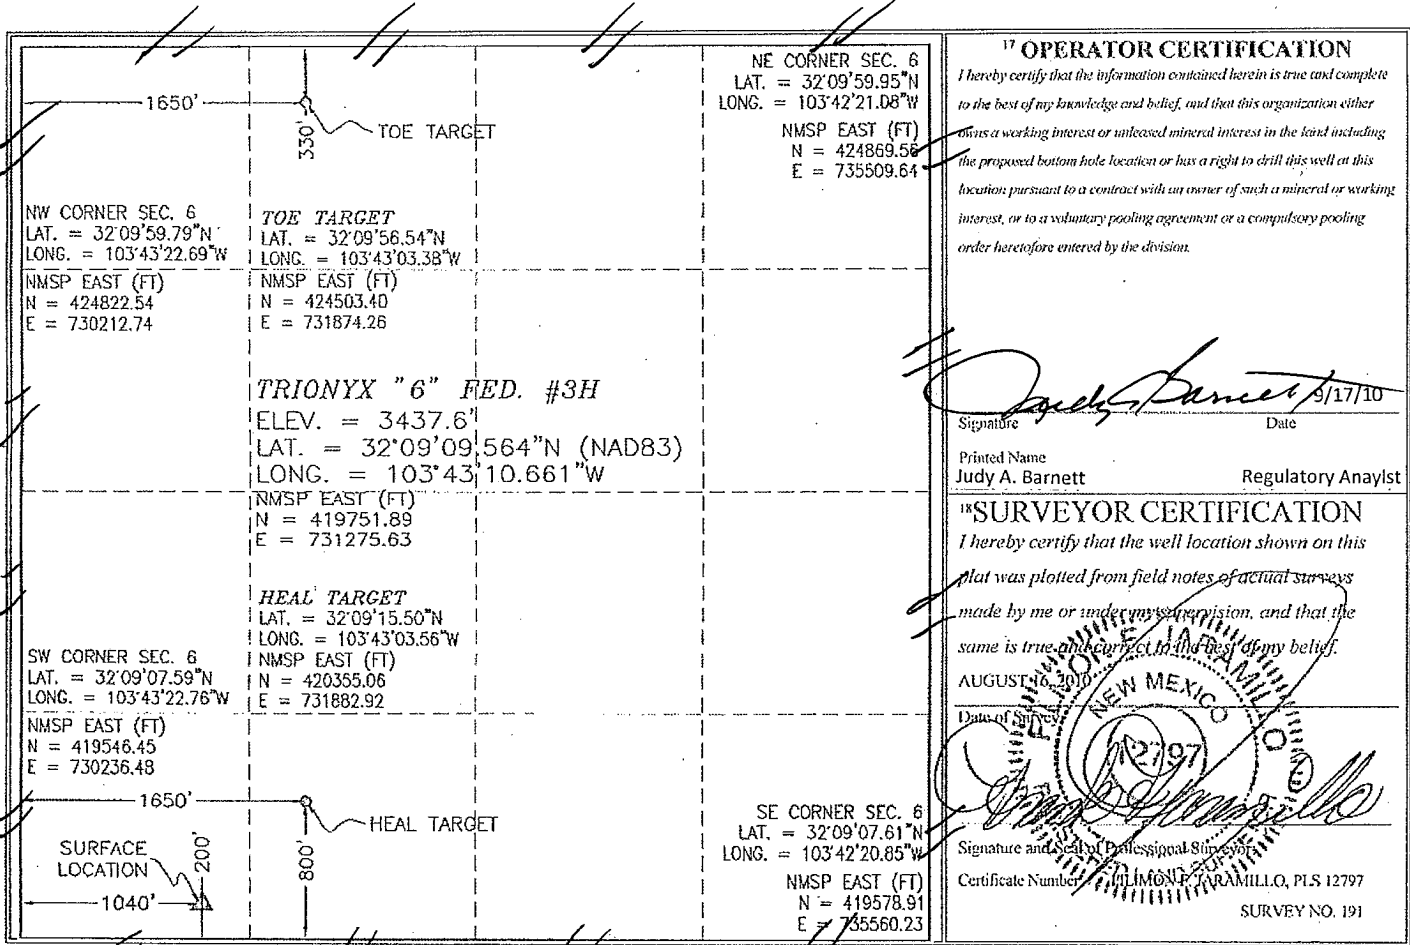 1650'
330'
TOE TARGET
NE CORNER SEC. 6
LAT. = 32°09'59.95"N
LONG. = 103°42'21.08"W
NMSP EAST (FT)
N = 424869.56
E = 735509.64
NW CORNER SEC. 6
LAT. = 32°09'59.79"N
LONG. = 103°43'22.69"W
NMSP EAST (FT)
N = 424822.54
E = 730212.74
TOE TARGET
LAT. = 32°09'56.54"N
LONG. = 103°43'03.38"W
NMSP EAST (FT)
N = 424503.40
E = 731874.26
TRIONYX "6" FED. #3H
ELEV. = 3437.6'
LAT. = 32°09'09.564"N (NAD83)
LONG. = 103°43'10.661"W
NMSP EAST (FT)
N = 419751.89
E = 731275.63
HEAL TARGET
LAT. = 32°09'15.50"N
LONG. = 103°43'03.56"W
NMSP EAST (FT)
N = 420355.06
E = 731882.92
SW CORNER SEC. 6
LAT. = 32°09'07.59"N
LONG. = 103°43'22.76"W
NMSP EAST (FT)
N = 419546.45
E = 730236.48
1650'
HEAL TARGET
800'
SURFACE
LOCATION
200'
1040'
SE CORNER SEC. 6
LAT. = 32°09'07.61"N
LONG. = 103°42'20.85"W
NMSP EAST (FT)
N = 419578.91
E = 735560.23
17 OPERATOR CERTIFICATION
I hereby certify that the information contained herein is true and complete
to the best of my knowledge and belief, and that this organization either
owns a working interest or unleased mineral interest in the land including
the proposed bottom hole location or has a right to drill this well at this
location pursuant to a contract with an owner of such a mineral or working
interest, or to a voluntary pooling agreement or a compulsory pooling
order heretofore entered by the division.
Judy A Barnett 9/17/10
Signature Date
Printed Name
Judy A. Barnett Regulatory Anaylst
18 SURVEYOR CERTIFICATION
I hereby certify that the well location shown on this
plat was plotted from field notes of actual surveys
made by me or under my supervision, and that the
same is true and correct to the best of my belief.
AUGUST 16, 2010
Date of Survey
FILIMON F. JARAMILLO
NEW MEXICO
12797
Signature and Seal of Professional Surveyor
Certificate Number FILIMON F. JARAMILLO, PLS 12797
SURVEY NO. 191